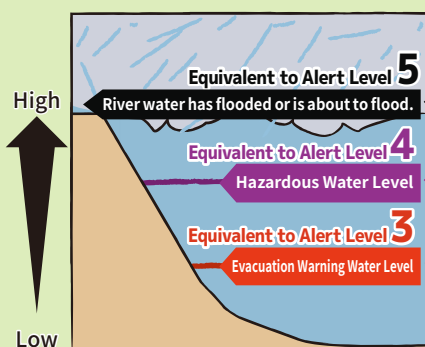 Equivalent to Alert Level 5
High
River water has flooded or is about to flood.
Equivalent to Alert Level 4
Hazardous Water Level
Equivalent to Alert Level 3
Evacuation Warning Water Level
Low